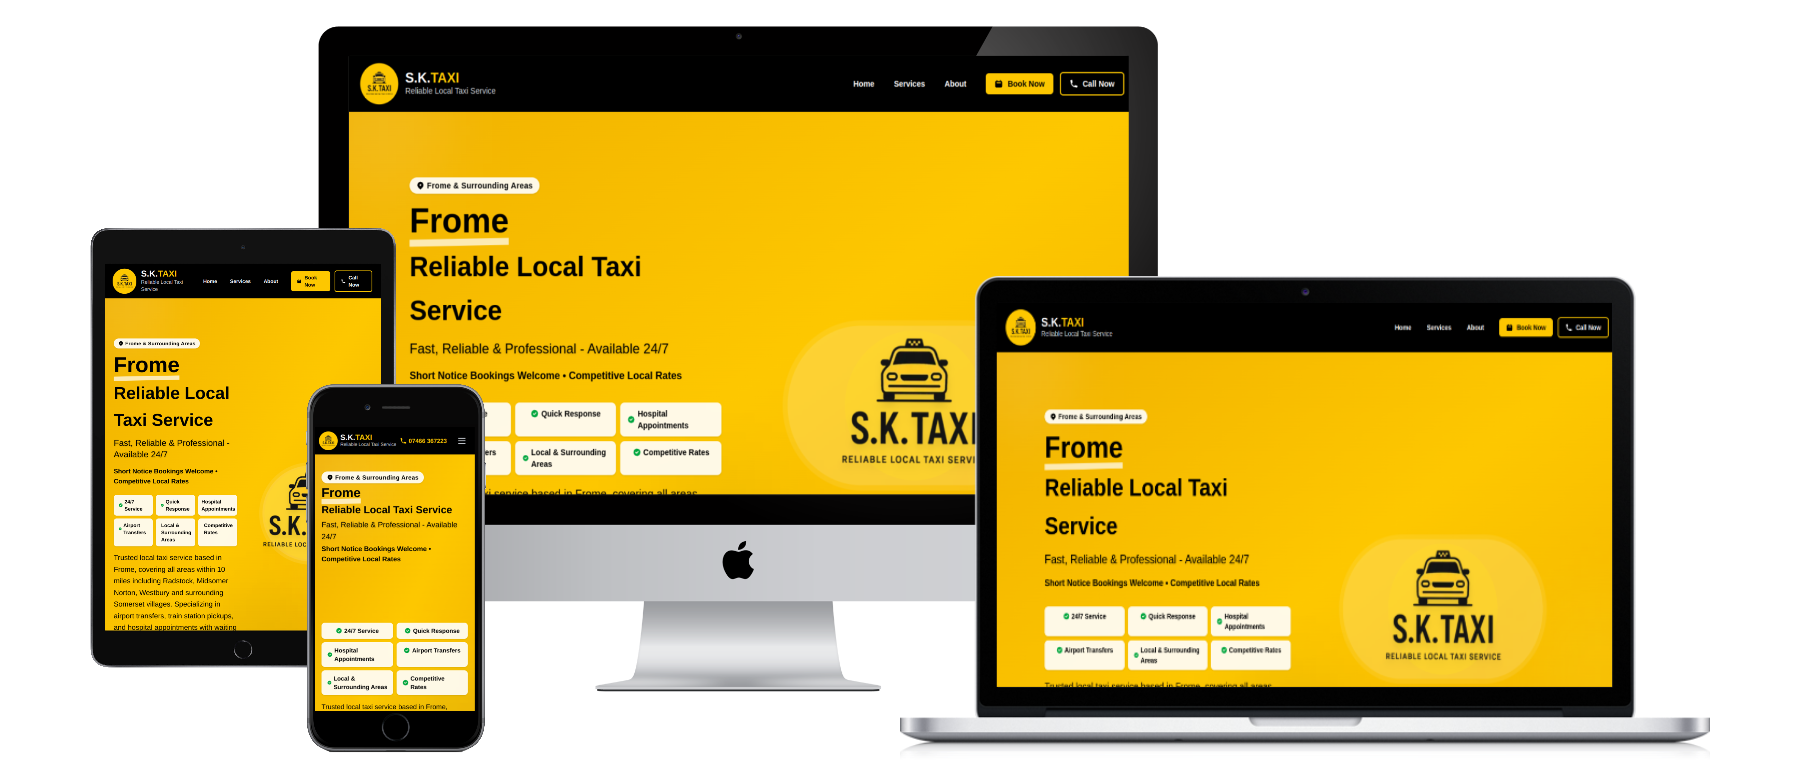 S.K.TAXI
S.K.TAXI
Reliable Local Taxi Service
Home
Services
About
Book Now
Call Now
Frome & Surrounding Areas
Frome
Reliable Local Taxi
Service
Fast, Reliable & Professional - Available 24/7
Short Notice Bookings Welcome • Competitive Local Rates
Quick Response
Hospital
Appointments
Local & Surrounding
Areas
Competitive Rates
service based in Frome, covering all areas
S.K.TAXI
RELIABLE LOCAL TAXI SERVI
S.K.TAXI
S.K.TAXI
Reliable Local Taxi
Service
Home
Services
About
Book
Now
Call
Now
Frome & Surrounding Areas
Frome
Reliable Local
Taxi Service
Fast, Reliable & Professional -
Available 24/7
Short Notice Bookings Welcome •
Competitive Local Rates
24/7
Service
Quick
Response
Hospital
Appointments
Airport
Transfers
Local &
Surrounding
Areas
Competitive
Rates
Trusted local taxi service based in
Frome, covering all areas within 10
miles including Radstock, Midsomer
Norton, Westbury and surrounding
Somerset villages. Specializing in
airport transfers, train station pickups,
and hospital appointments with waiting
S.K.
RELIABLE LOC
S.K.TAXI
Reliable Local Taxi Service
07466 367223
Frome & Surrounding Areas
Frome
Reliable Local Taxi Service
Fast, Reliable & Professional - Available
24/7
Short Notice Bookings Welcome •
Competitive Local Rates
24/7 Service
Quick Response
Hospital
Appointments
Airport Transfers
Local &
Surrounding Areas
Competitive
Rates
Trusted local taxi service based in Frome,
S.K.TAXI
S.K.TAXI
Reliable Local Taxi Service
Home
Services
About
Book Now
Call Now
Frome & Surrounding Areas
Frome
Reliable Local Taxi
Service
Fast, Reliable & Professional - Available 24/7
Short Notice Bookings Welcome • Competitive Local Rates
24/7 Service
Quick Response
Hospital
Appointments
Airport Transfers
Local & Surrounding
Areas
Competitive Rates
Trusted local taxi service based in Frome, covering all areas
S.K.TAXI
RELIABLE LOCAL TAXI SERVICE